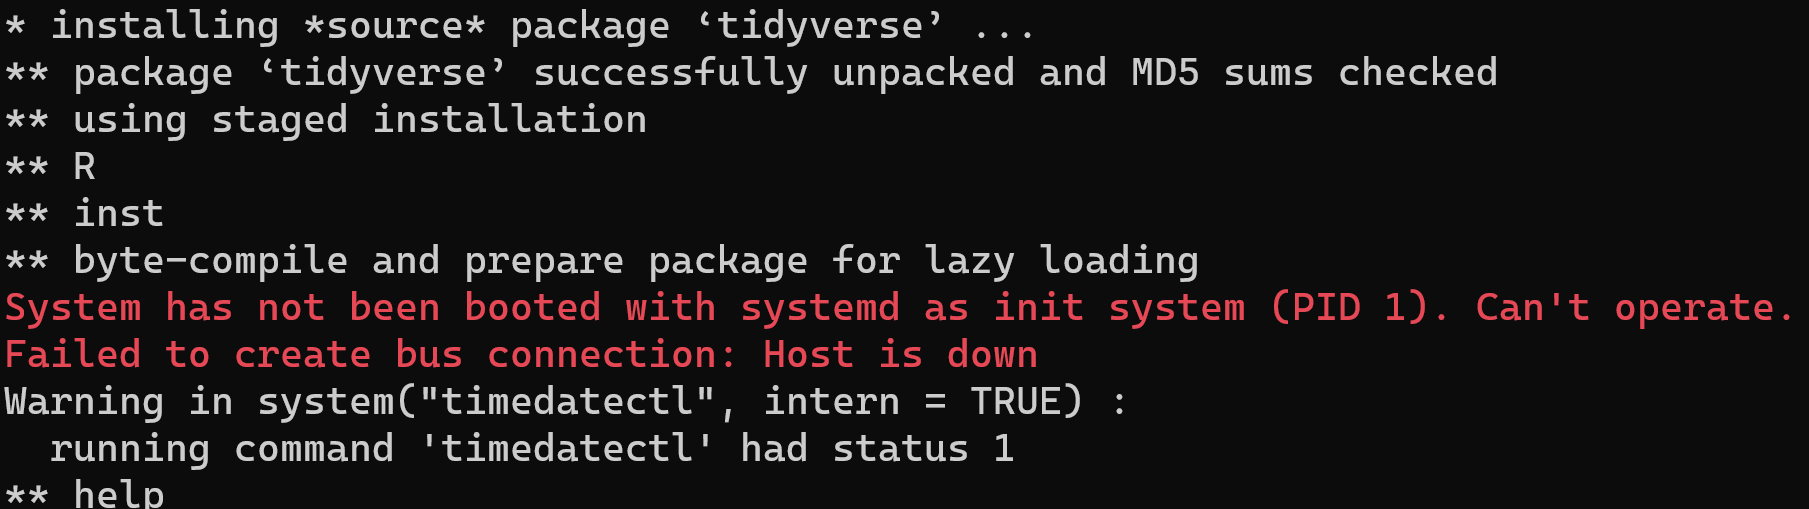 * installing *source* package ‘tidyverse’ ...
** package ‘tidyverse’ successfully unpacked and MD5 sums checked
** using staged installation
** R
** inst
** byte-compile and prepare package for lazy loading
System has not been booted with systemd as init system (PID 1). Can't operate.
Failed to create bus connection: Host is down
Warning in system("timedatectl", intern = TRUE) :
  running command 'timedatectl' had status 1
** help